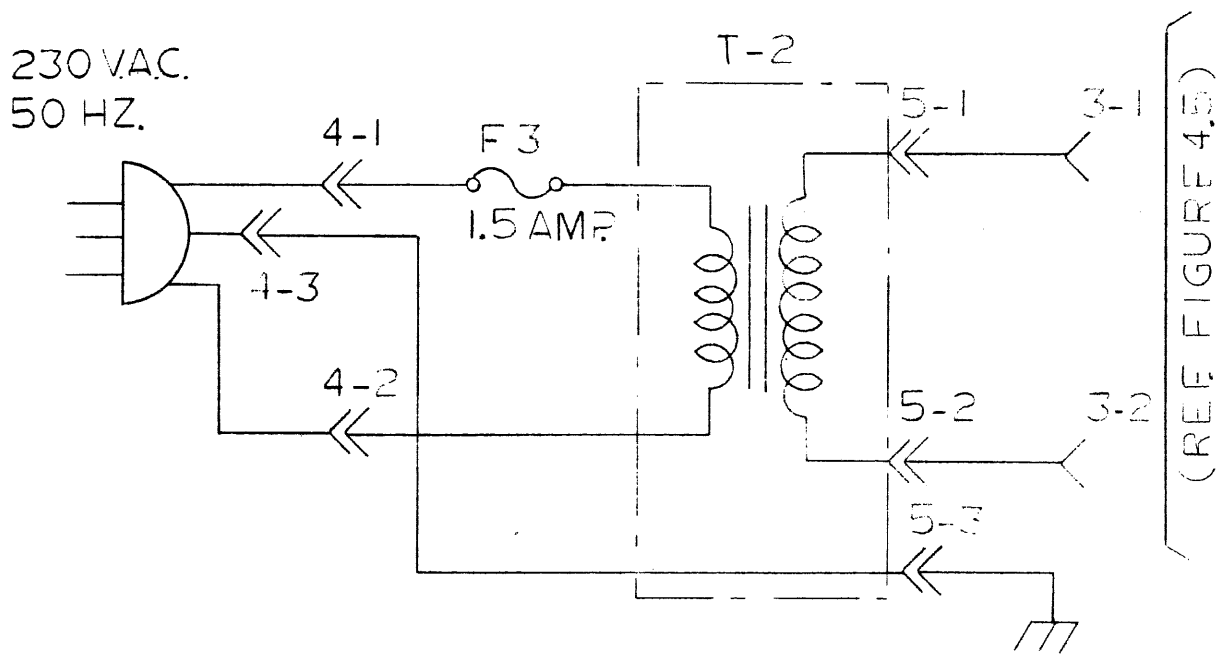 230 V.A.C.
50 HZ.
T-2
4-1
F 3
1.5 AMP.
4-3
4-2
5-1
3-1
5-2
3-2
5-3
(REF. FIGURE 4.5)